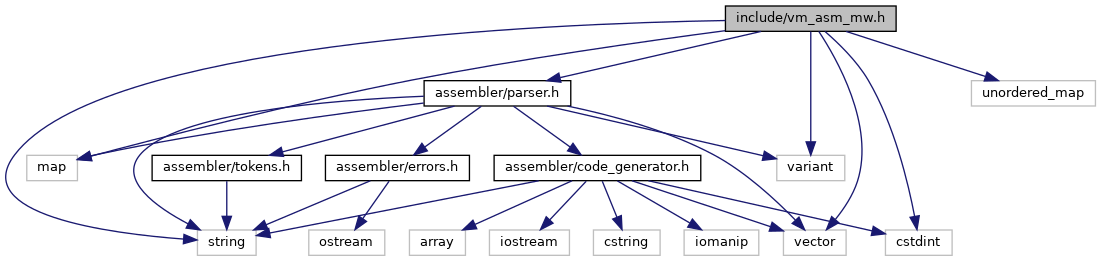 include/vm_asm_mw.h
assembler/parser.h
unordered_map
map
assembler/tokens.h
assembler/errors.h
assembler/code_generator.h
variant
string
ostream
array
iostream
cstring
iomanip
vector
cstdint